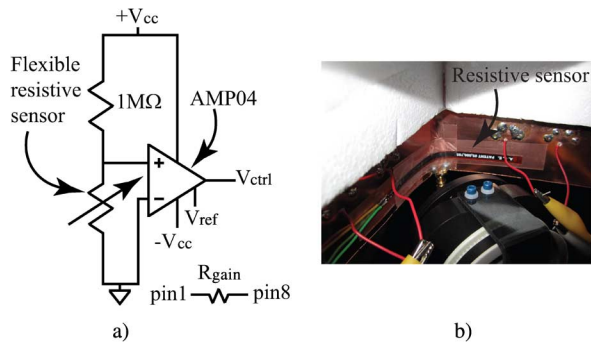 +Vcc
Flexible
resistive
sensor
1MΩ
AMP04
+
−
Vctrl
Vref
-Vcc
Rgain
pin1
pin8
a)
Resistive sensor
b)